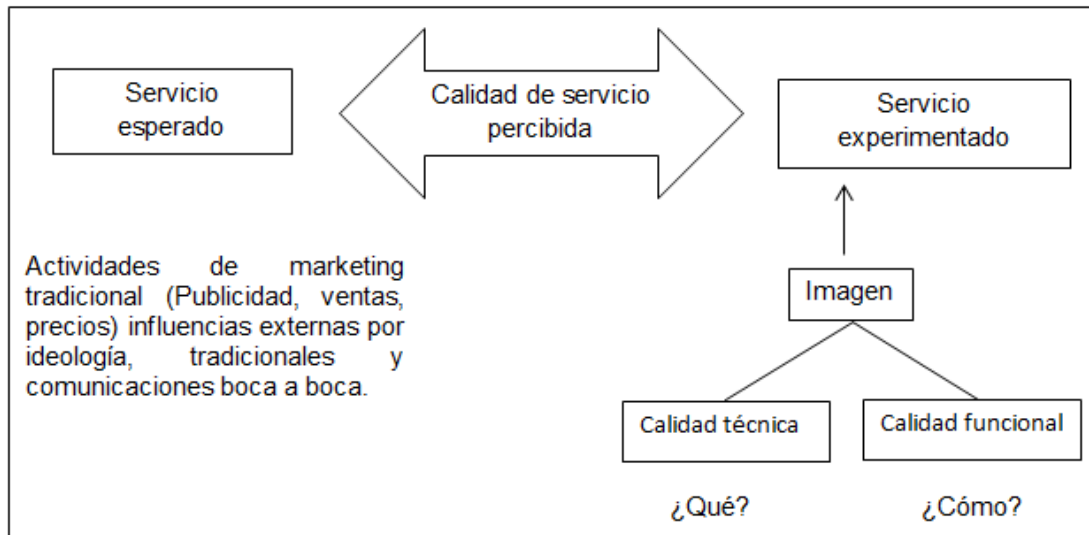 Servicio
esperado
Calidad de servicio
percibida
Servicio
experimentado
Actividades de marketing
tradicional (Publicidad, ventas,
precios) influencias externas por
ideología, tradicionales y
comunicaciones boca a boca.
Imagen
Calidad técnica
Calidad funcional
¿Qué?
¿Cómo?